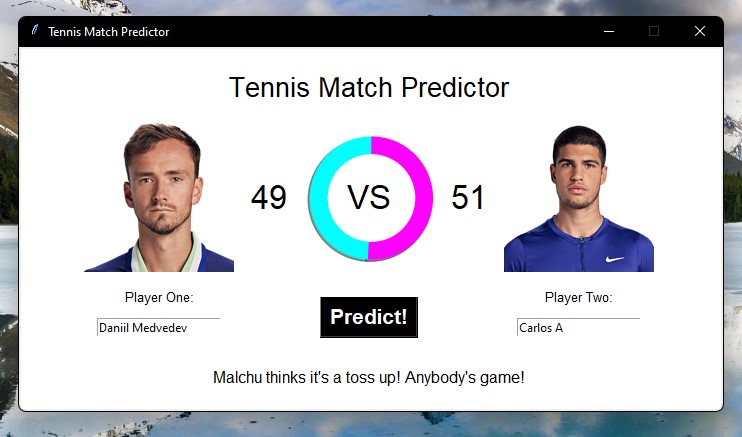 Tennis Match Predictor
Tennis Match Predictor
49 VS 51
Player One:
Player Two:
Daniil Medvedev
Carlos A
Predict!
Malchu thinks it's a toss up! Anybody's game!